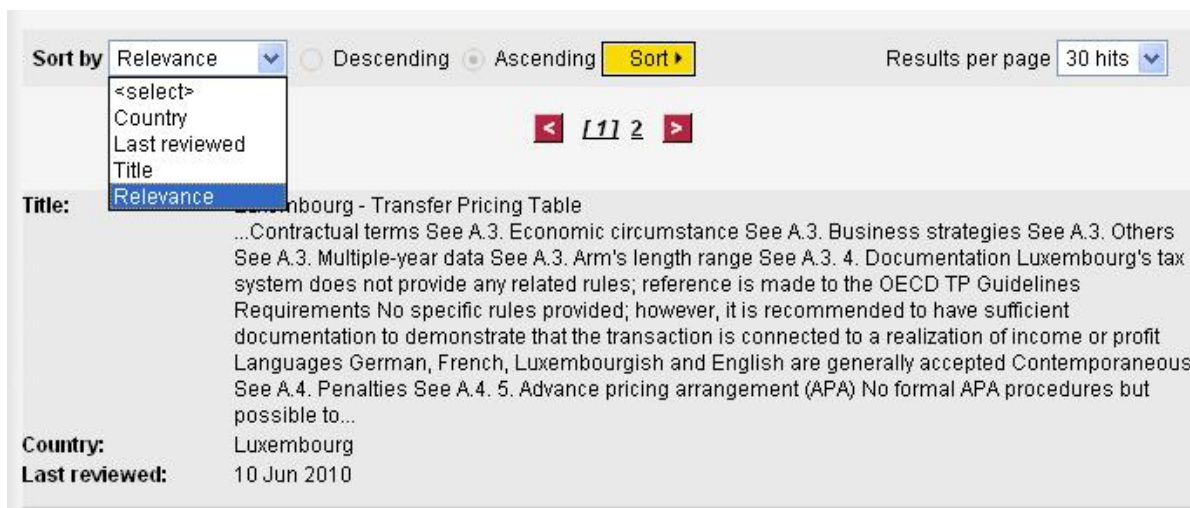 Sort by Relevance Descending Ascending Sort Results per page 30 hits
<select>
Country
Last reviewed
Title
Relevance
< [1] 2 >
Title: Luxembourg - Transfer Pricing Table
...Contractual terms See A.3. Economic circumstance See A.3. Business strategies See A.3. Others
See A.3. Multiple-year data See A.3. Arm's length range See A.3. 4. Documentation Luxembourg's tax
system does not provide any related rules; reference is made to the OECD TP Guidelines
Requirements No specific rules provided; however, it is recommended to have sufficient
documentation to demonstrate that the transaction is connected to a realization of income or profit
Languages German, French, Luxembourgish and English are generally accepted Contemporaneous
See A.4. Penalties See A.4. 5. Advance pricing arrangement (APA) No formal APA procedures but
possible to...
Country: Luxembourg
Last reviewed: 10 Jun 2010